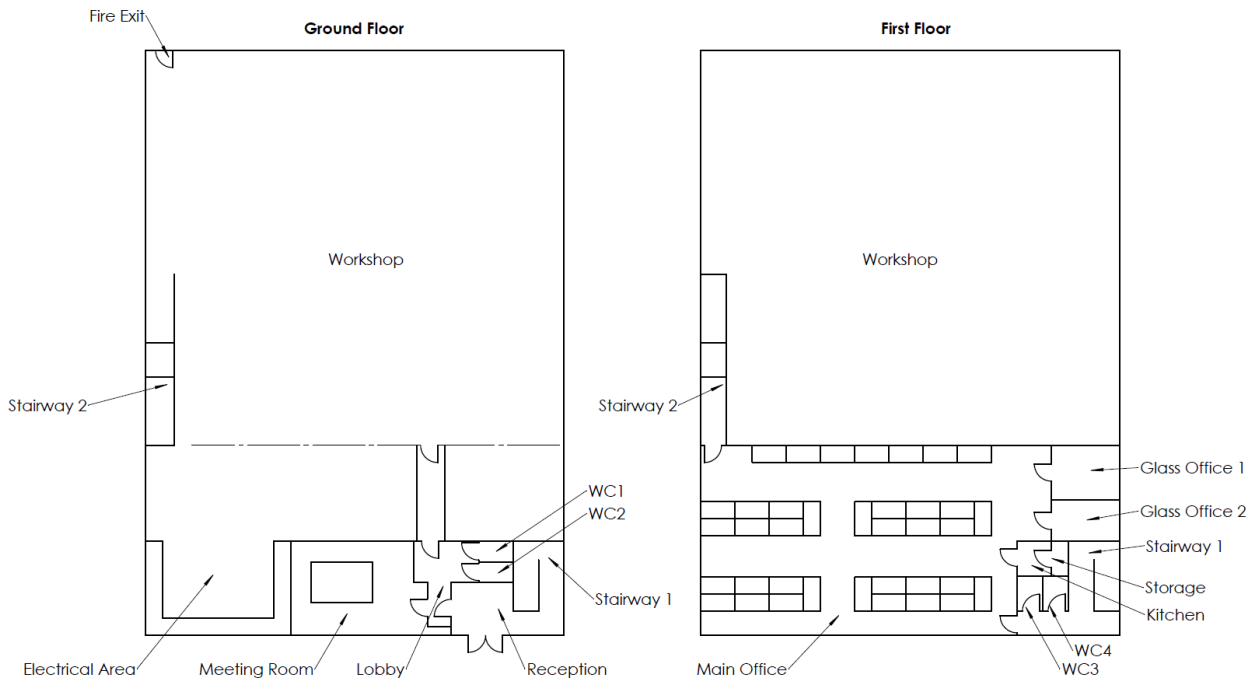 Fire Exit
Ground Floor
Workshop
Stairway 2
WC1
WC2
Stairway 1
Electrical Area
Meeting Room
Lobby
Reception
First Floor
Workshop
Stairway 2
Glass Office 1
Glass Office 2
Stairway 1
Storage
Kitchen
WC4
WC3
Main Office